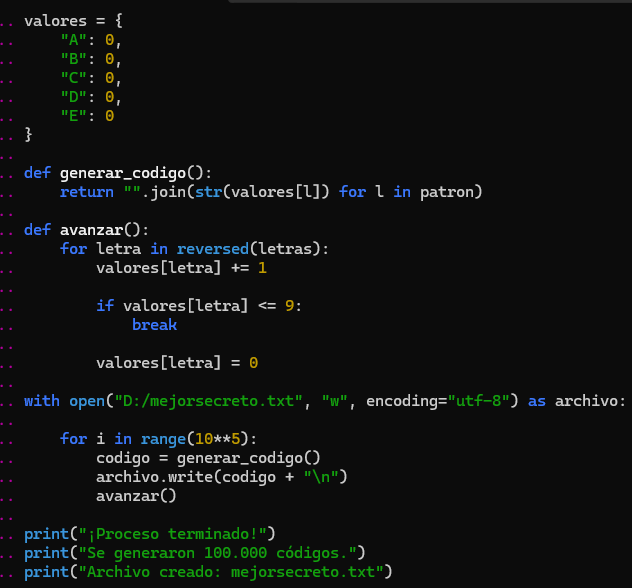 .. valores = {
..     "A": 0,
..     "B": 0,
..     "C": 0,
..     "D": 0,
..     "E": 0
.. }
..
.. def generar_codigo():
..     return "".join(str(valores[l]) for l in patron)
..
.. def avanzar():
..     for letra in reversed(letras):
..         valores[letra] += 1
..
..         if valores[letra] <= 9:
..             break
..
..         valores[letra] = 0
..
.. with open("D:/mejorsecreto.txt", "w", encoding="utf-8") as archivo:
..
..     for i in range(10**5):
..         codigo = generar_codigo()
..         archivo.write(codigo + "\n")
..         avanzar()
..
.. print("¡Proceso terminado!")
.. print("Se generaron 100.000 códigos.")
.. print("Archivo creado: mejorsecreto.txt")